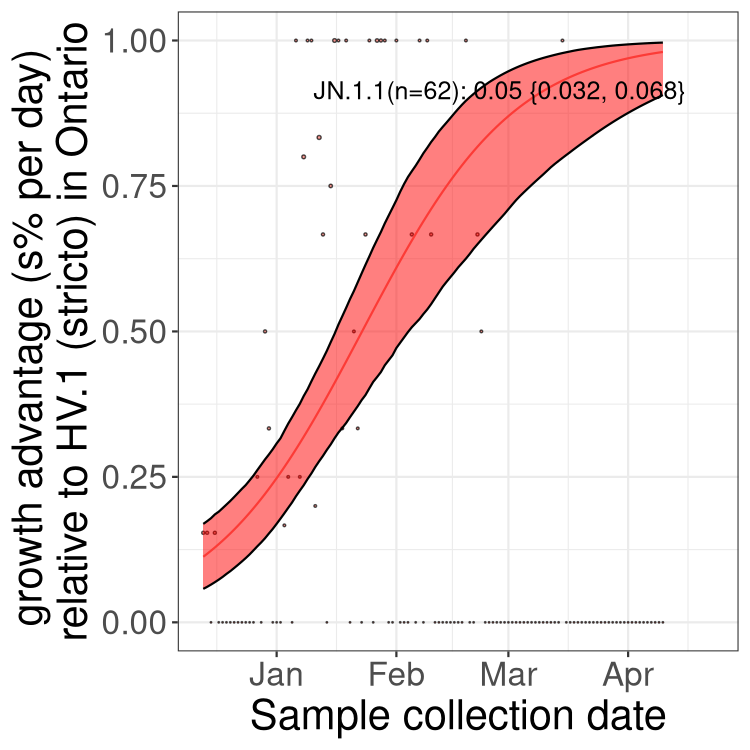 growth advantage (s% per day)
relative to HV.1 (stricto) in Ontario
1.00
0.75
0.50
0.25
0.00
JN.1.1(n=62): 0.05 {0.032, 0.068}
Jan Feb Mar Apr
Sample collection date